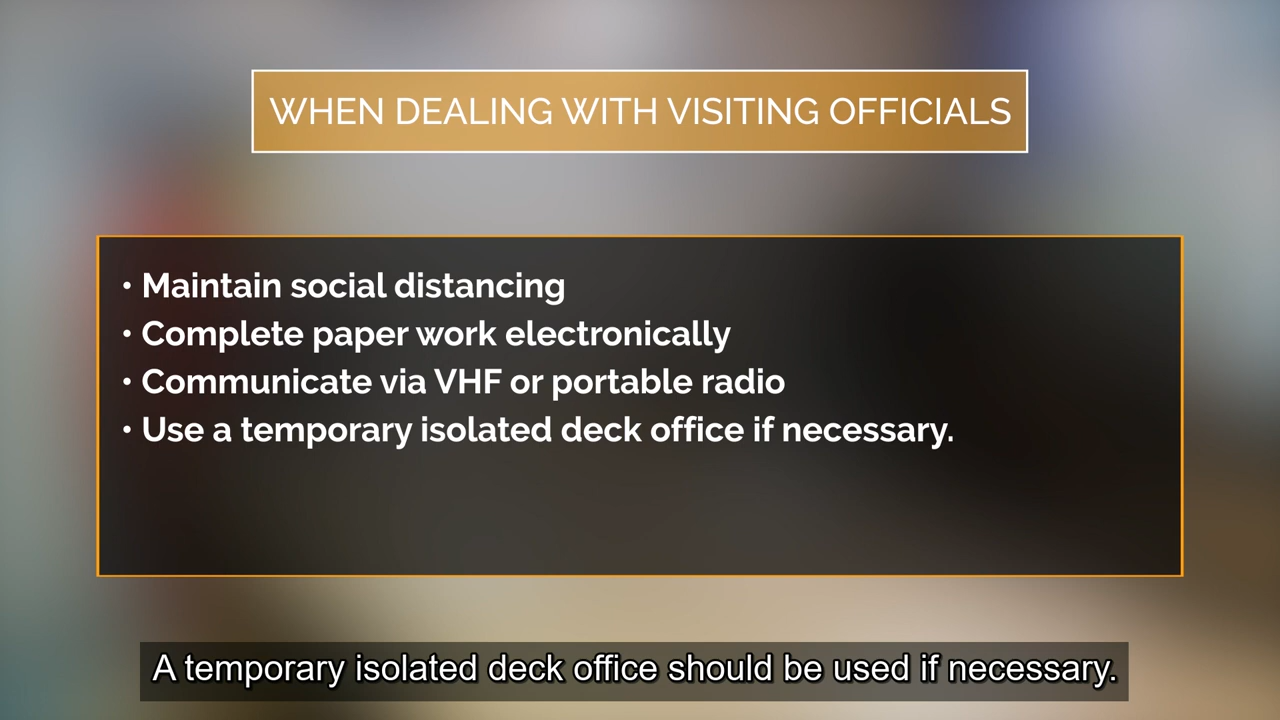 WHEN DEALING WITH VISITING OFFICIALS
• Maintain social distancing
• Complete paper work electronically
• Communicate via VHF or portable radio
• Use a temporary isolated deck office if necessary.
A temporary isolated deck office should be used if necessary.